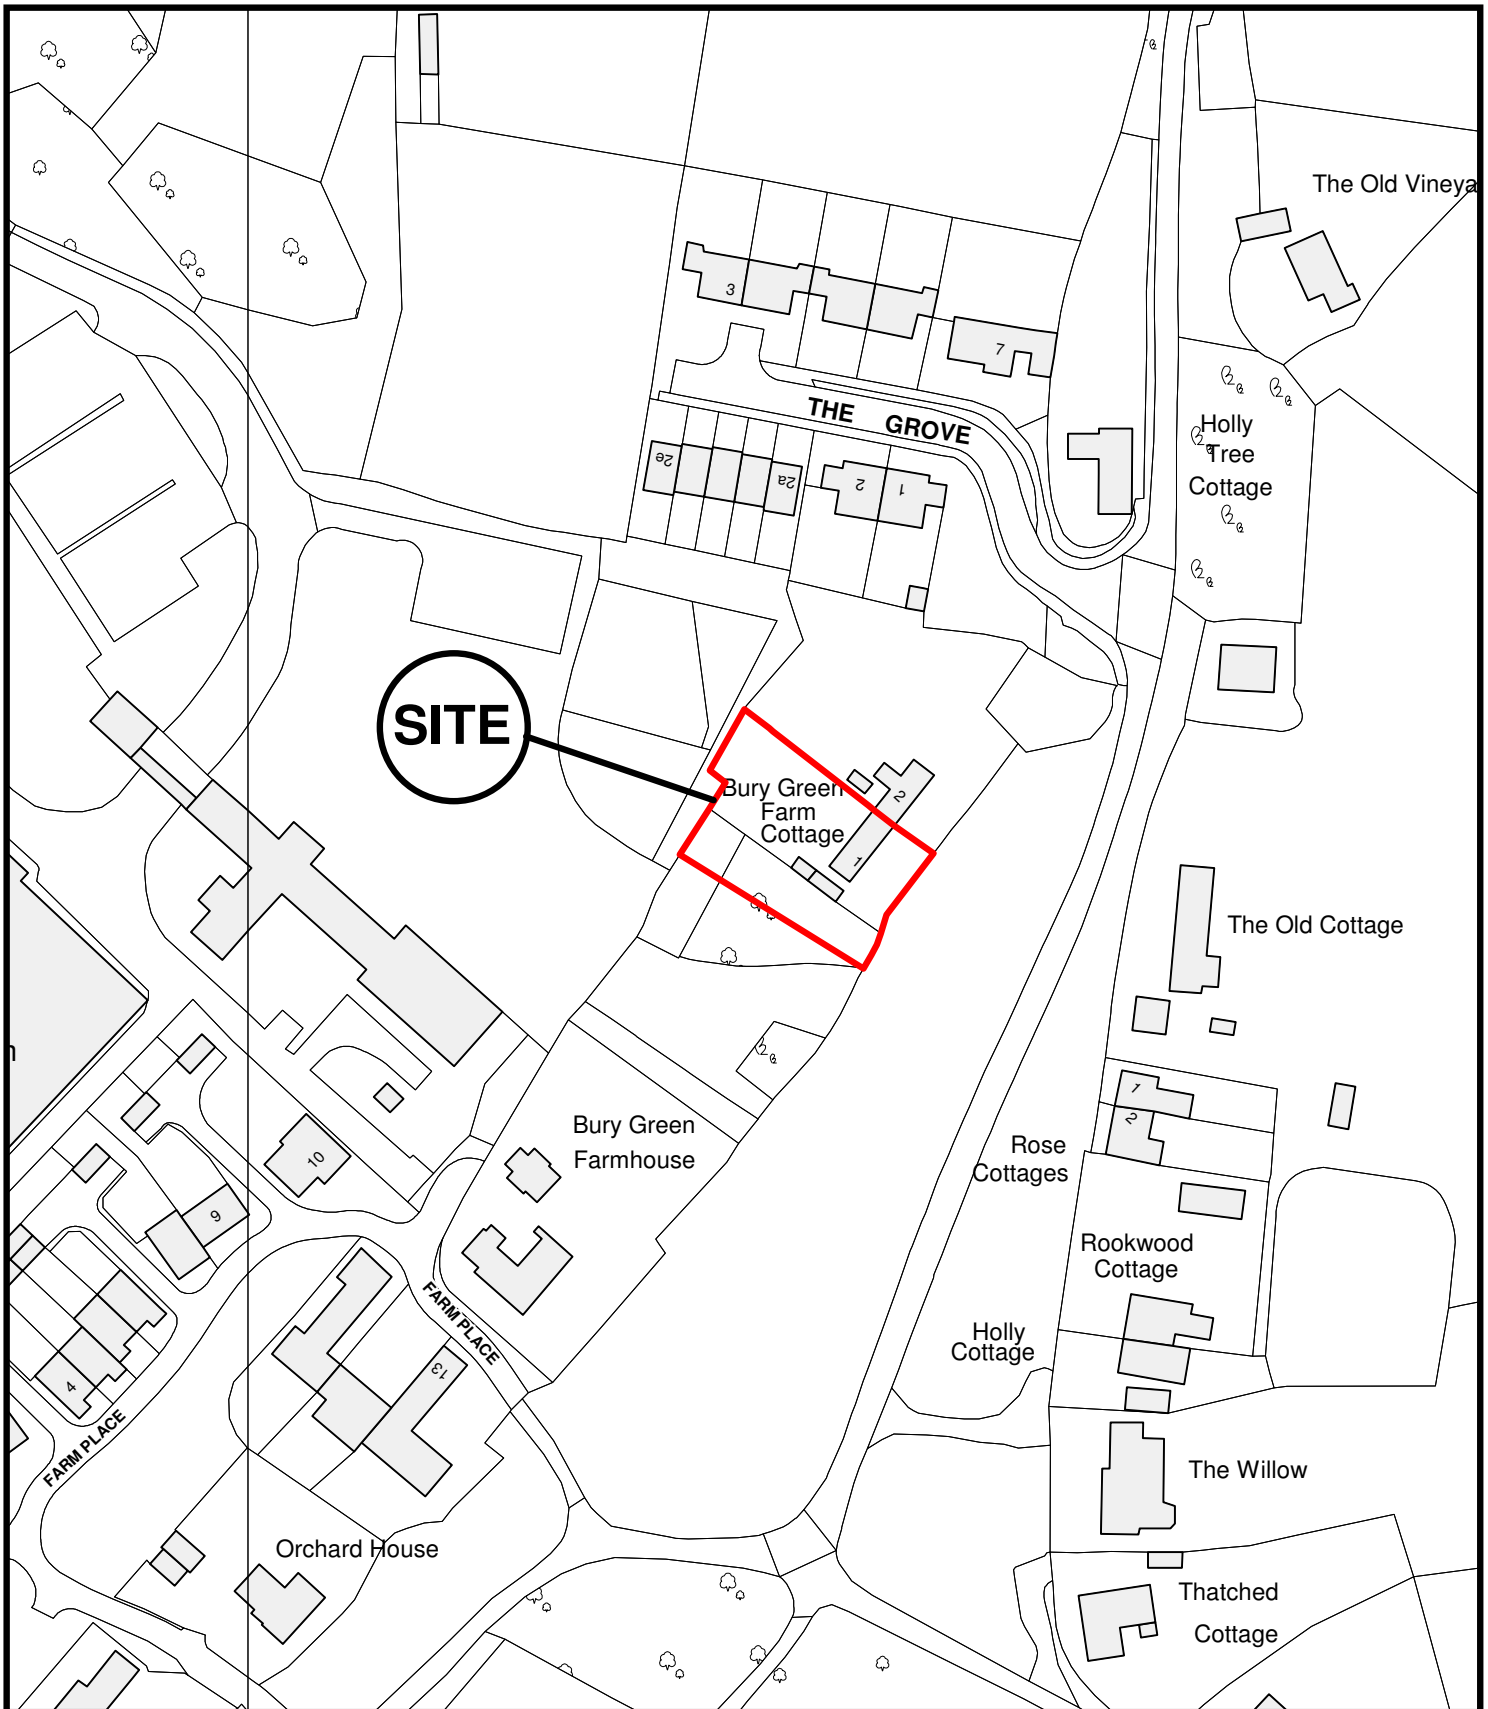 The Old Vineya
3
7
THE GROVE
Holly
Tree
Cottage
2e
2a
2
1
SITE
Bury Green
Farm
Cottage
2
1
The Old Cottage
1
2
Bury Green
Farmhouse
Rose
Cottages
10
9
Rookwood
Cottage
FARM PLACE
Holly
Cottage
13
4
FARM PLACE
The Willow
Orchard House
Thatched
Cottage